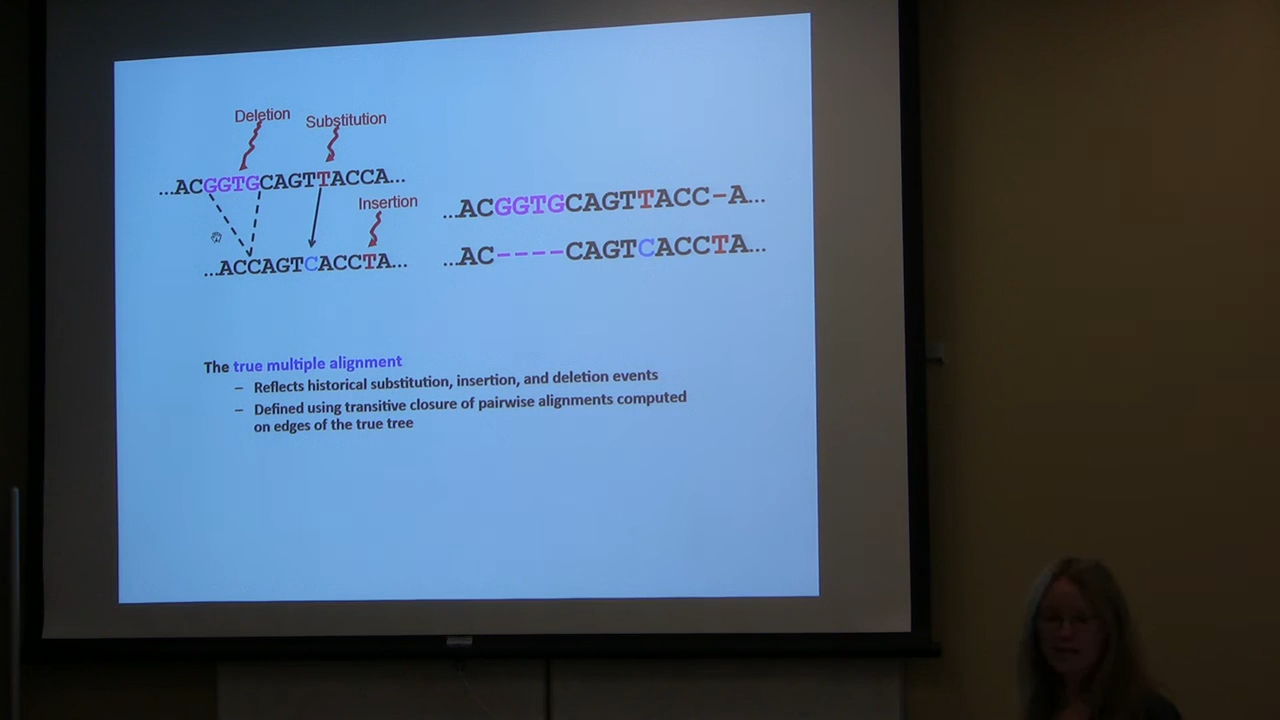 Deletion
Substitution
...ACGGTGCAGTTACCA...
Insertion
...ACCAGTCACCTA...
...ACGGTGCAGTTACC-A...
...AC----CAGTCACCTA...
The true multiple alignment
– Reflects historical substitution, insertion, and deletion events
– Defined using transitive closure of pairwise alignments computed
on edges of the true tree